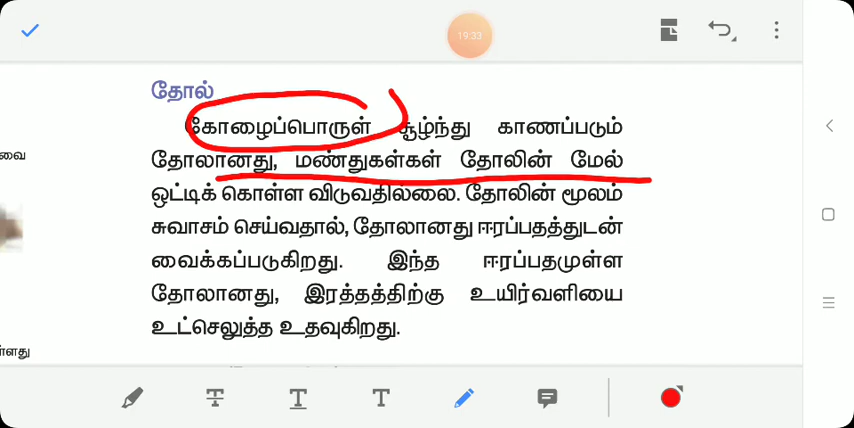 19:33
தோல்
கோழைப்பொருள் சூழ்ந்து காணப்படும்
வை
தோலானது, மண்துகள்கள் தோலின் மேல்
ஒட்டிக் கொள்ள விடுவதில்லை. தோலின் மூலம்
சுவாசம் செய்வதால், தோலானது ஈரப்பதத்துடன்
வைக்கப்படுகிறது. இந்த ஈரப்பதமுள்ள
தோலானது, இரத்தத்திற்கு உயிர்வளியை
உட்செலுத்த உதவுகிறது.
ள்ளது
T T T